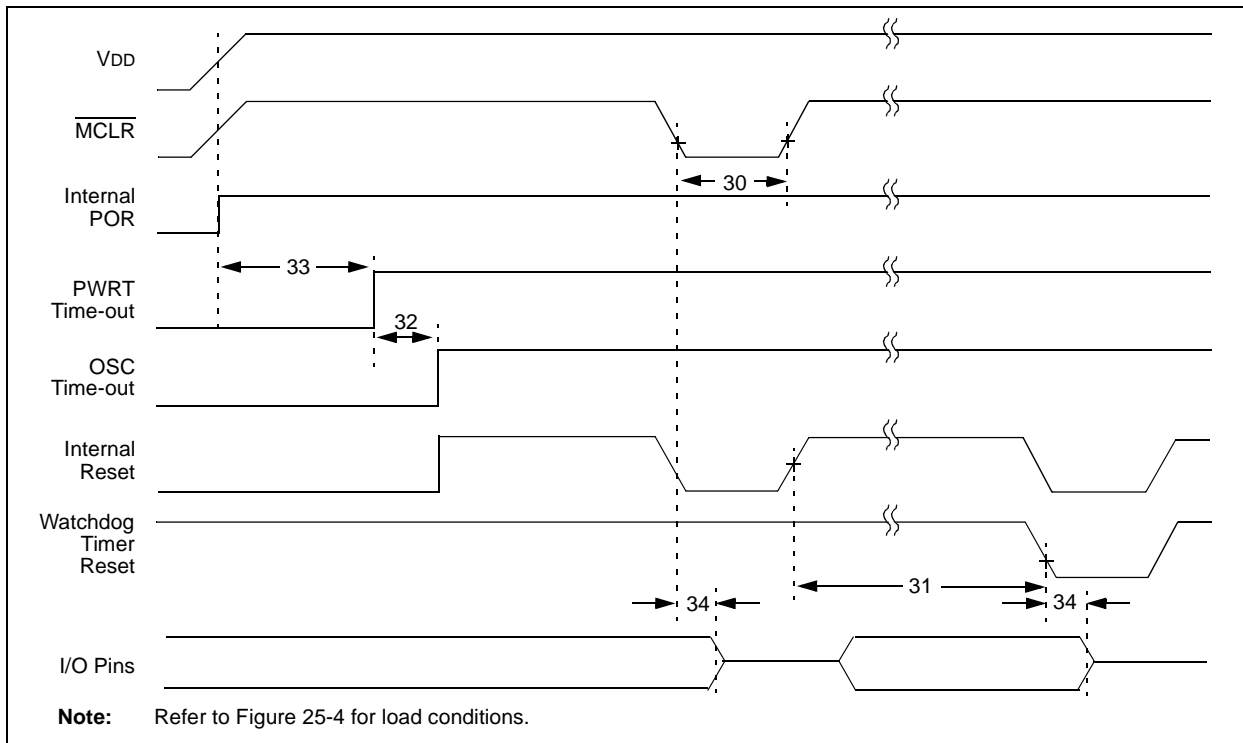 VDD
MCLR
30
Internal
POR
33
PWRT
Time-out
32
OSC
Time-out
Internal
Reset
Watchdog
Timer
Reset
31
34
34
I/O Pins
Note: Refer to Figure 25-4 for load conditions.